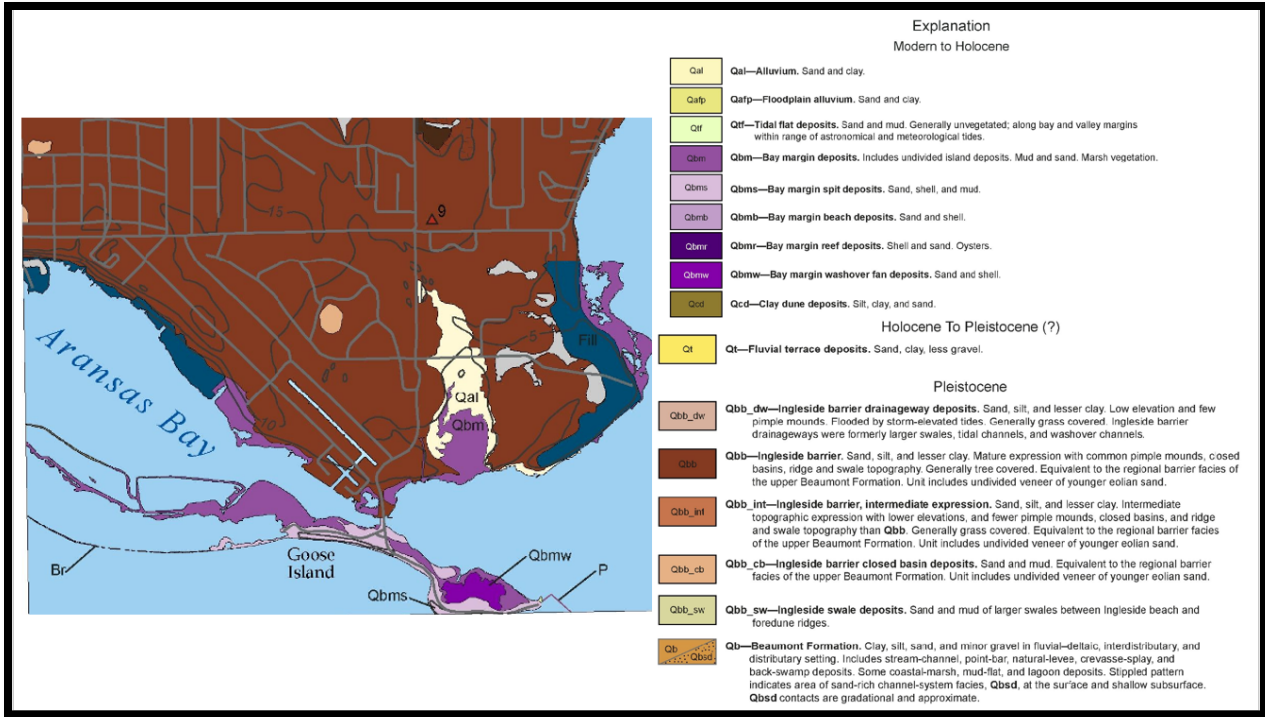 15
9
5
Fill
Aransas Bay
Qal
Qbm
10
Goose
Island
Br
Qbmw
Qbms
P
Explanation
Modern to Holocene
Qal
Qal—Alluvium. Sand and clay.
Qafp
Qafp—Floodplain alluvium. Sand and clay.
Qtf
Qtf—Tidal flat deposits. Sand and mud. Generally unvegetated; along bay and valley margins
within range of astronomical and meteorological tides.
Qbm
Qbm—Bay margin deposits. Includes undivided island deposits. Mud and sand. Marsh vegetation.
Qbms
Qbms—Bay margin spit deposits. Sand, shell, and mud.
Qbmb
Qbmb—Bay margin beach deposits. Sand and shell.
Qbmr
Qbmr—Bay margin reef deposits. Shell and sand. Oysters.
Qbmw
Qbmw—Bay margin washover fan deposits. Sand and shell.
Qcd
Qcd—Clay dune deposits. Silt, clay, and sand.
Holocene To Pleistocene (?)
Qt
Qt—Fluvial terrace deposits. Sand, clay, less gravel.
Pleistocene
Qbb_dw
Qbb_dw—Ingleside barrier drainageway deposits. Sand, silt, and lesser clay. Low elevation and few
pimple mounds. Flooded by storm-elevated tides. Generally grass covered. Ingleside barrier
drainageways were formerly larger swales, tidal channels, and washover channels.
Qbb
Qbb—Ingleside barrier. Sand, silt, and lesser clay. Mature expression with common pimple mounds, closed
basins, ridge and swale topography. Generally tree covered. Equivalent to the regional barrier facies of
the upper Beaumont Formation. Unit includes undivided veneer of younger eolian sand.
Qbb_int
Qbb_int—Ingleside barrier, intermediate expression. Sand, silt, and lesser clay. Intermediate
topographic expression with lower elevations, and fewer pimple mounds, closed basins, and ridge
and swale topography than Qbb. Generally grass covered. Equivalent to the regional barrier facies
of the upper Beaumont Formation. Unit includes undivided veneer of younger eolian sand.
Qbb_cb
Qbb_cb—Ingleside barrier closed basin deposits. Sand and mud. Equivalent to the regional barrier
facies of the upper Beaumont Formation. Unit includes undivided veneer of younger eolian sand.
Qbb_sw
Qbb_sw—Ingleside swale deposits. Sand and mud of larger swales between Ingleside beach and
foredune ridges.
Qb
Qbsd
Qb—Beaumont Formation. Clay, silt, sand, and minor gravel in fluvial–deltaic, interdistributary, and
distributary setting. Includes stream-channel, point-bar, natural-levee, crevasse-splay, and
back-swamp deposits. Some coastal-marsh, mud-flat, and lagoon deposits. Stippled pattern
indicates area of sand-rich channel-system facies, Qbsd, at the surface and shallow subsurface.
Qbsd contacts are gradational and approximate.